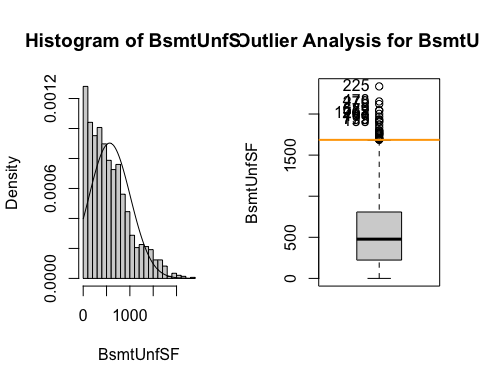 Histogram of BsmtUnfS
Outlier Analysis for BsmtU
Density
0.0000
0.0006
0.0012
0
1000
BsmtUnfSF
BsmtUnfSF
0
500
1500
225